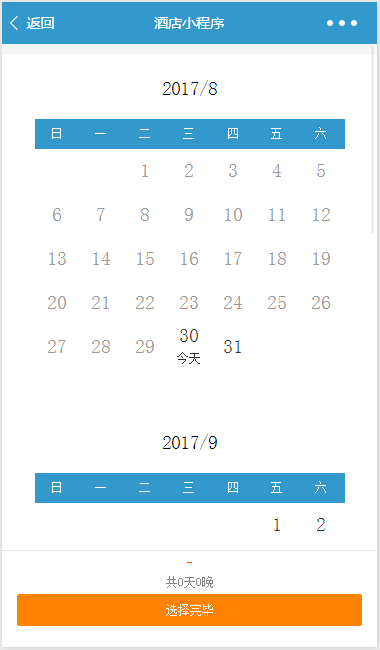 返回 酒店小程序
2017/8
日 一 二 三 四 五 六
1 2 3 4 5
6 7 8 9 10 11 12
13 14 15 16 17 18 19
20 21 22 23 24 25 26
27 28 29 30 31
今天
2017/9
日 一 二 三 四 五 六
1 2
-
共0天0晚
选择完毕